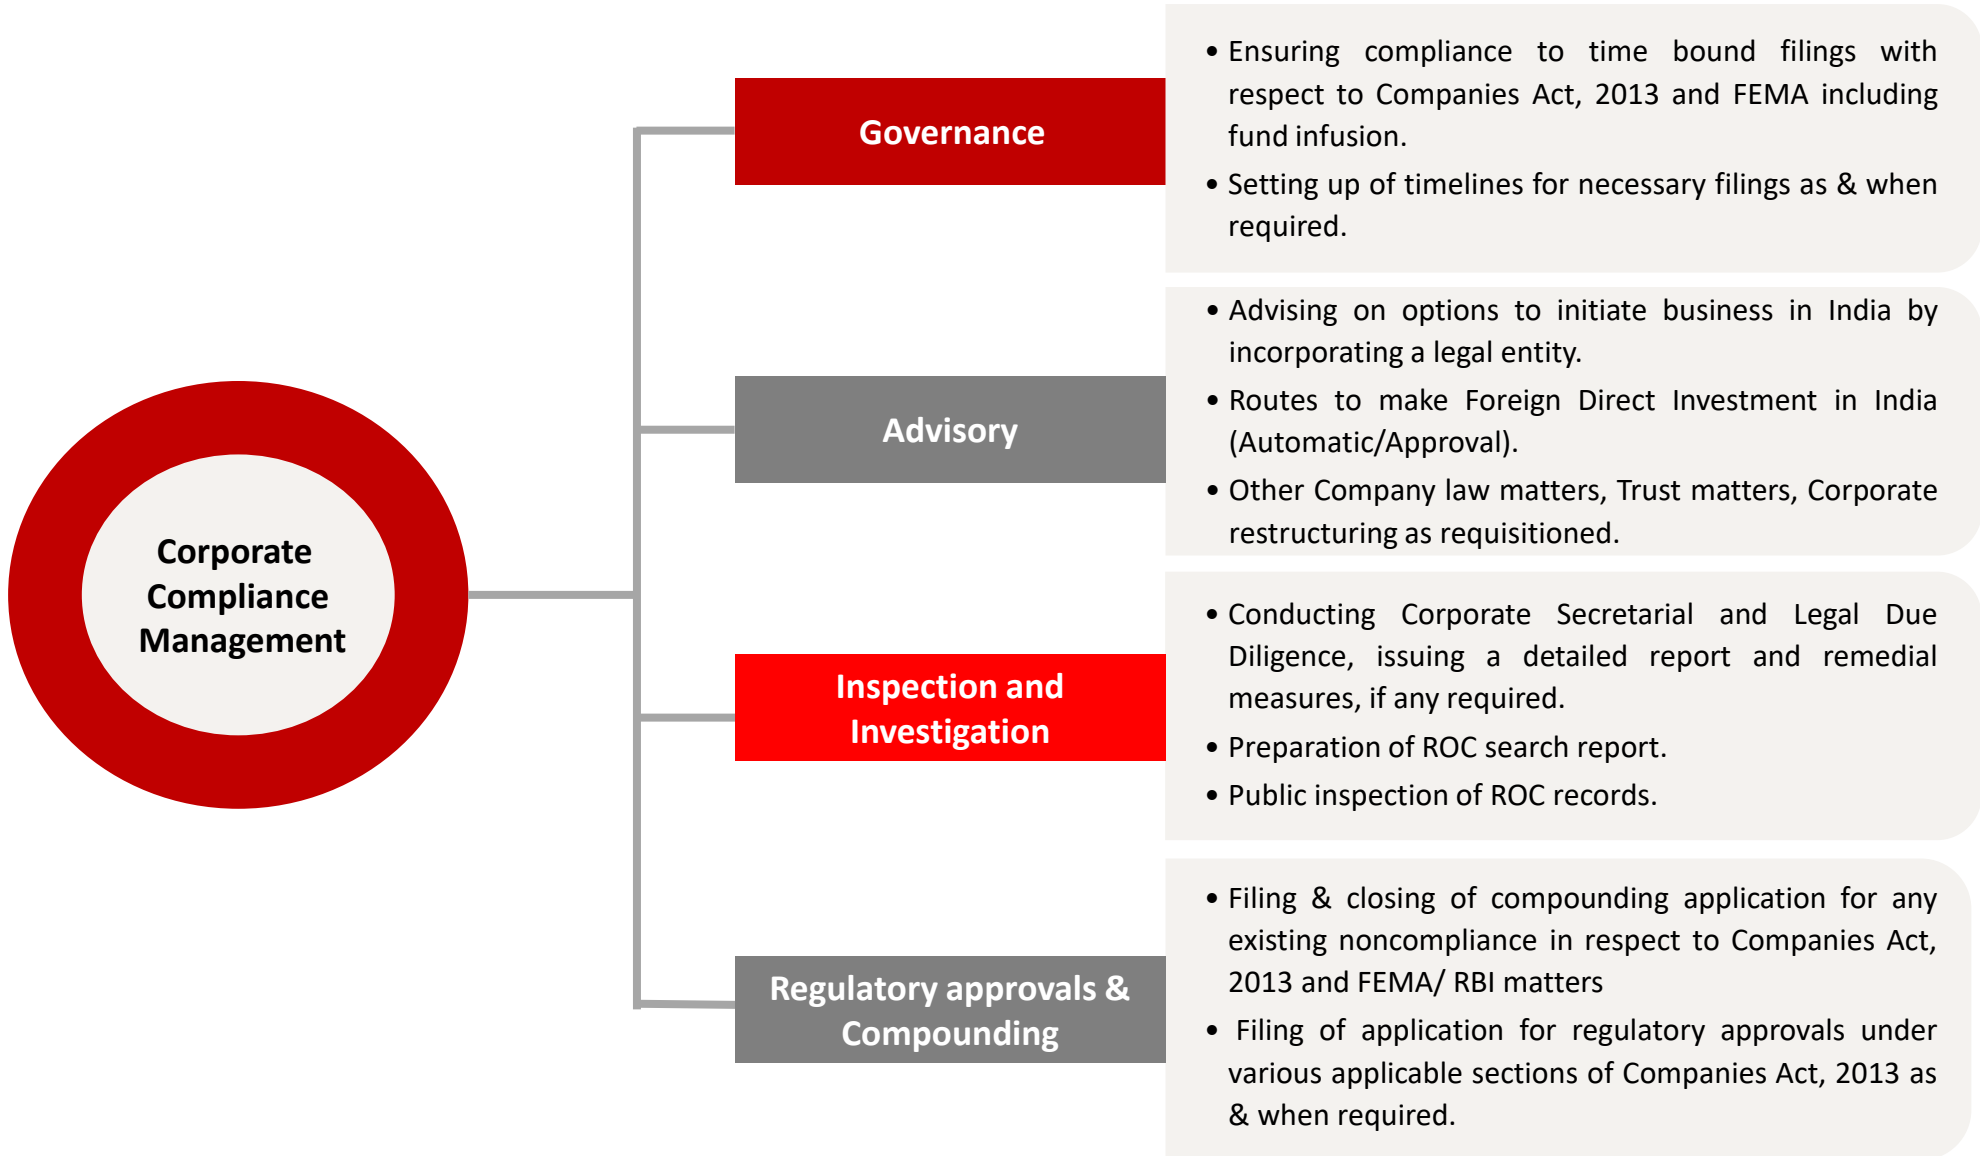 Corporate
Compliance
Management
Governance
• Ensuring compliance to time bound filings with
respect to Companies Act, 2013 and FEMA including
fund infusion.
• Setting up of timelines for necessary filings as & when
required.
Advisory
• Advising on options to initiate business in India by
incorporating a legal entity.
• Routes to make Foreign Direct Investment in India
(Automatic/Approval).
• Other Company law matters, Trust matters, Corporate
restructuring as requisitioned.
Inspection and
Investigation
• Conducting Corporate Secretarial and Legal Due
Diligence, issuing a detailed report and remedial
measures, if any required.
• Preparation of ROC search report.
• Public inspection of ROC records.
Regulatory approvals &
Compounding
• Filing & closing of compounding application for any
existing noncompliance in respect to Companies Act,
2013 and FEMA/ RBI matters
• Filing of application for regulatory approvals under
various applicable sections of Companies Act, 2013 as
& when required.